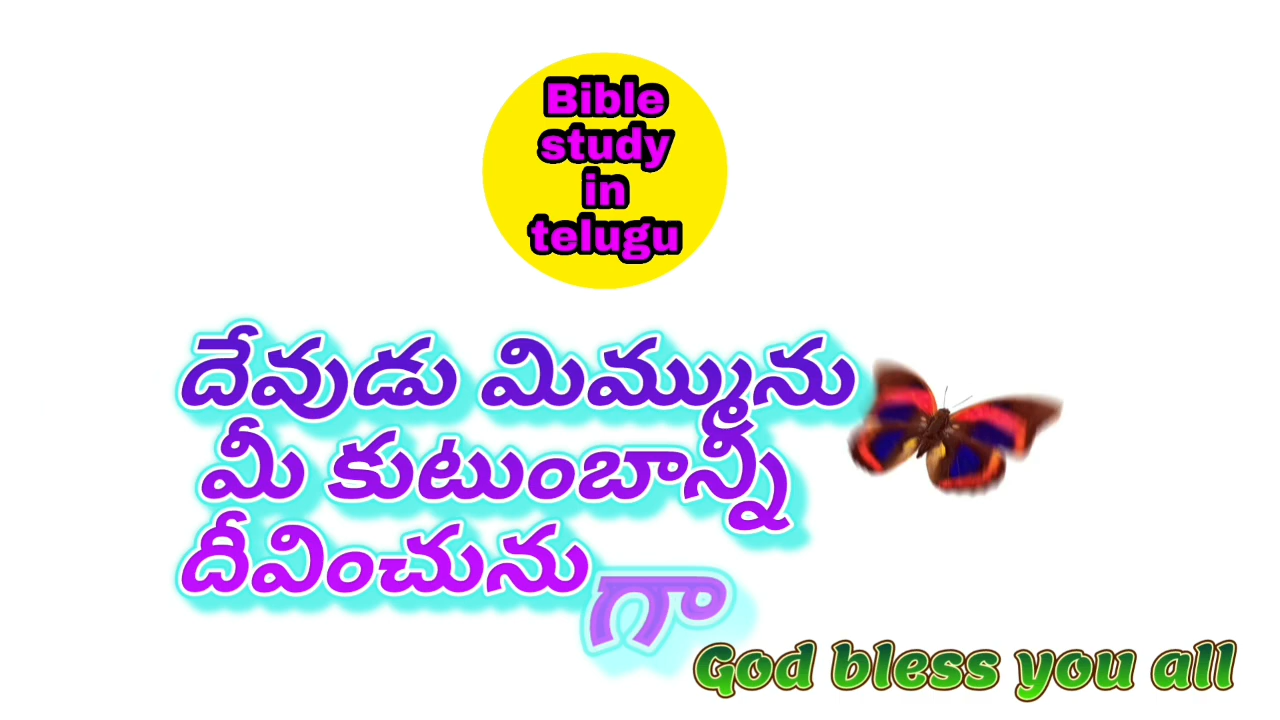 Bible
study
in
telugu
దేవుడు మిమ్మును
మీ కుటుంబాన్ని
దీవించును గా
God bless you all